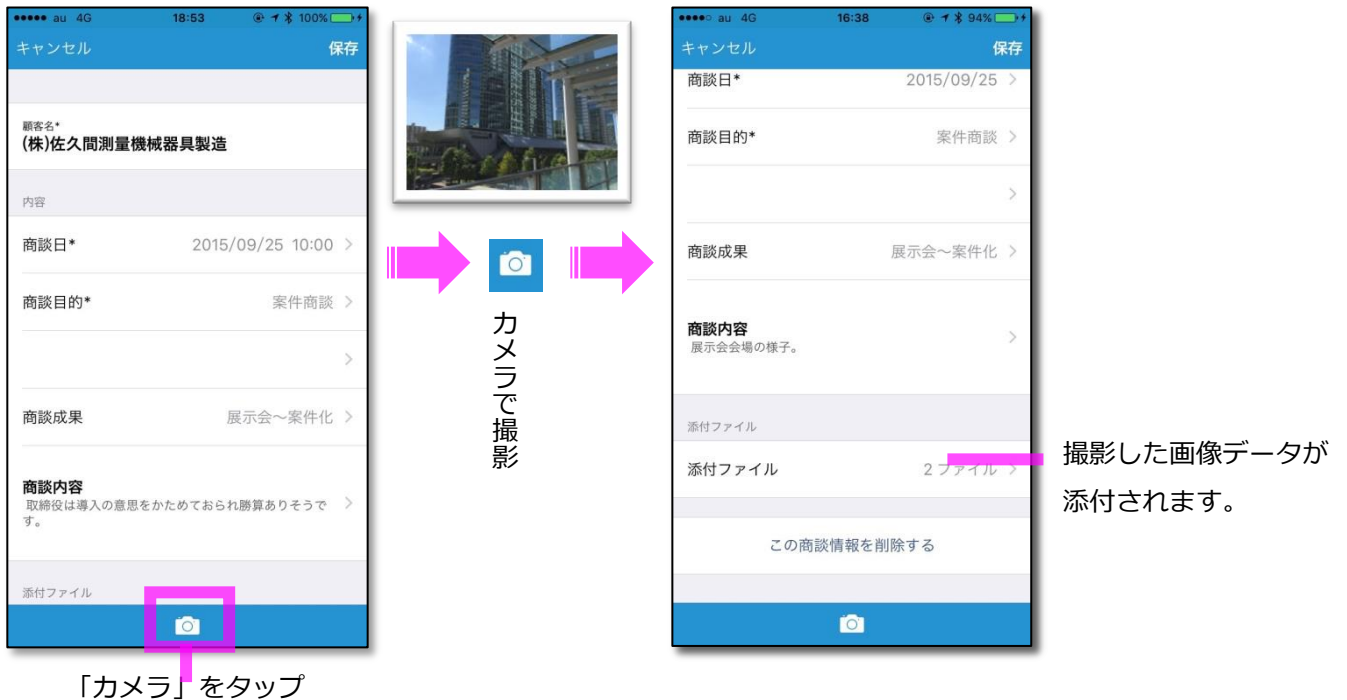 au 4G 18:53 100%
キャンセル 保存
顧客名*
(株)佐久間測量機械器具製造
内容
商談日* 2015/09/25 10:00
商談目的* 案件商談
商談成果 展示会～案件化
商談内容
取締役は導入の意思をかためておられ勝算ありそうで
す。
添付ファイル
「カメラ」をタップ
カメラで撮影
au 4G 16:38 94%
キャンセル 保存
商談日* 2015/09/25
商談目的* 案件商談
商談成果 展示会～案件化
商談内容
展示会会場の様子。
添付ファイル
添付ファイル 2 ファイル
この商談情報を削除する
撮影した画像データが
添付されます。